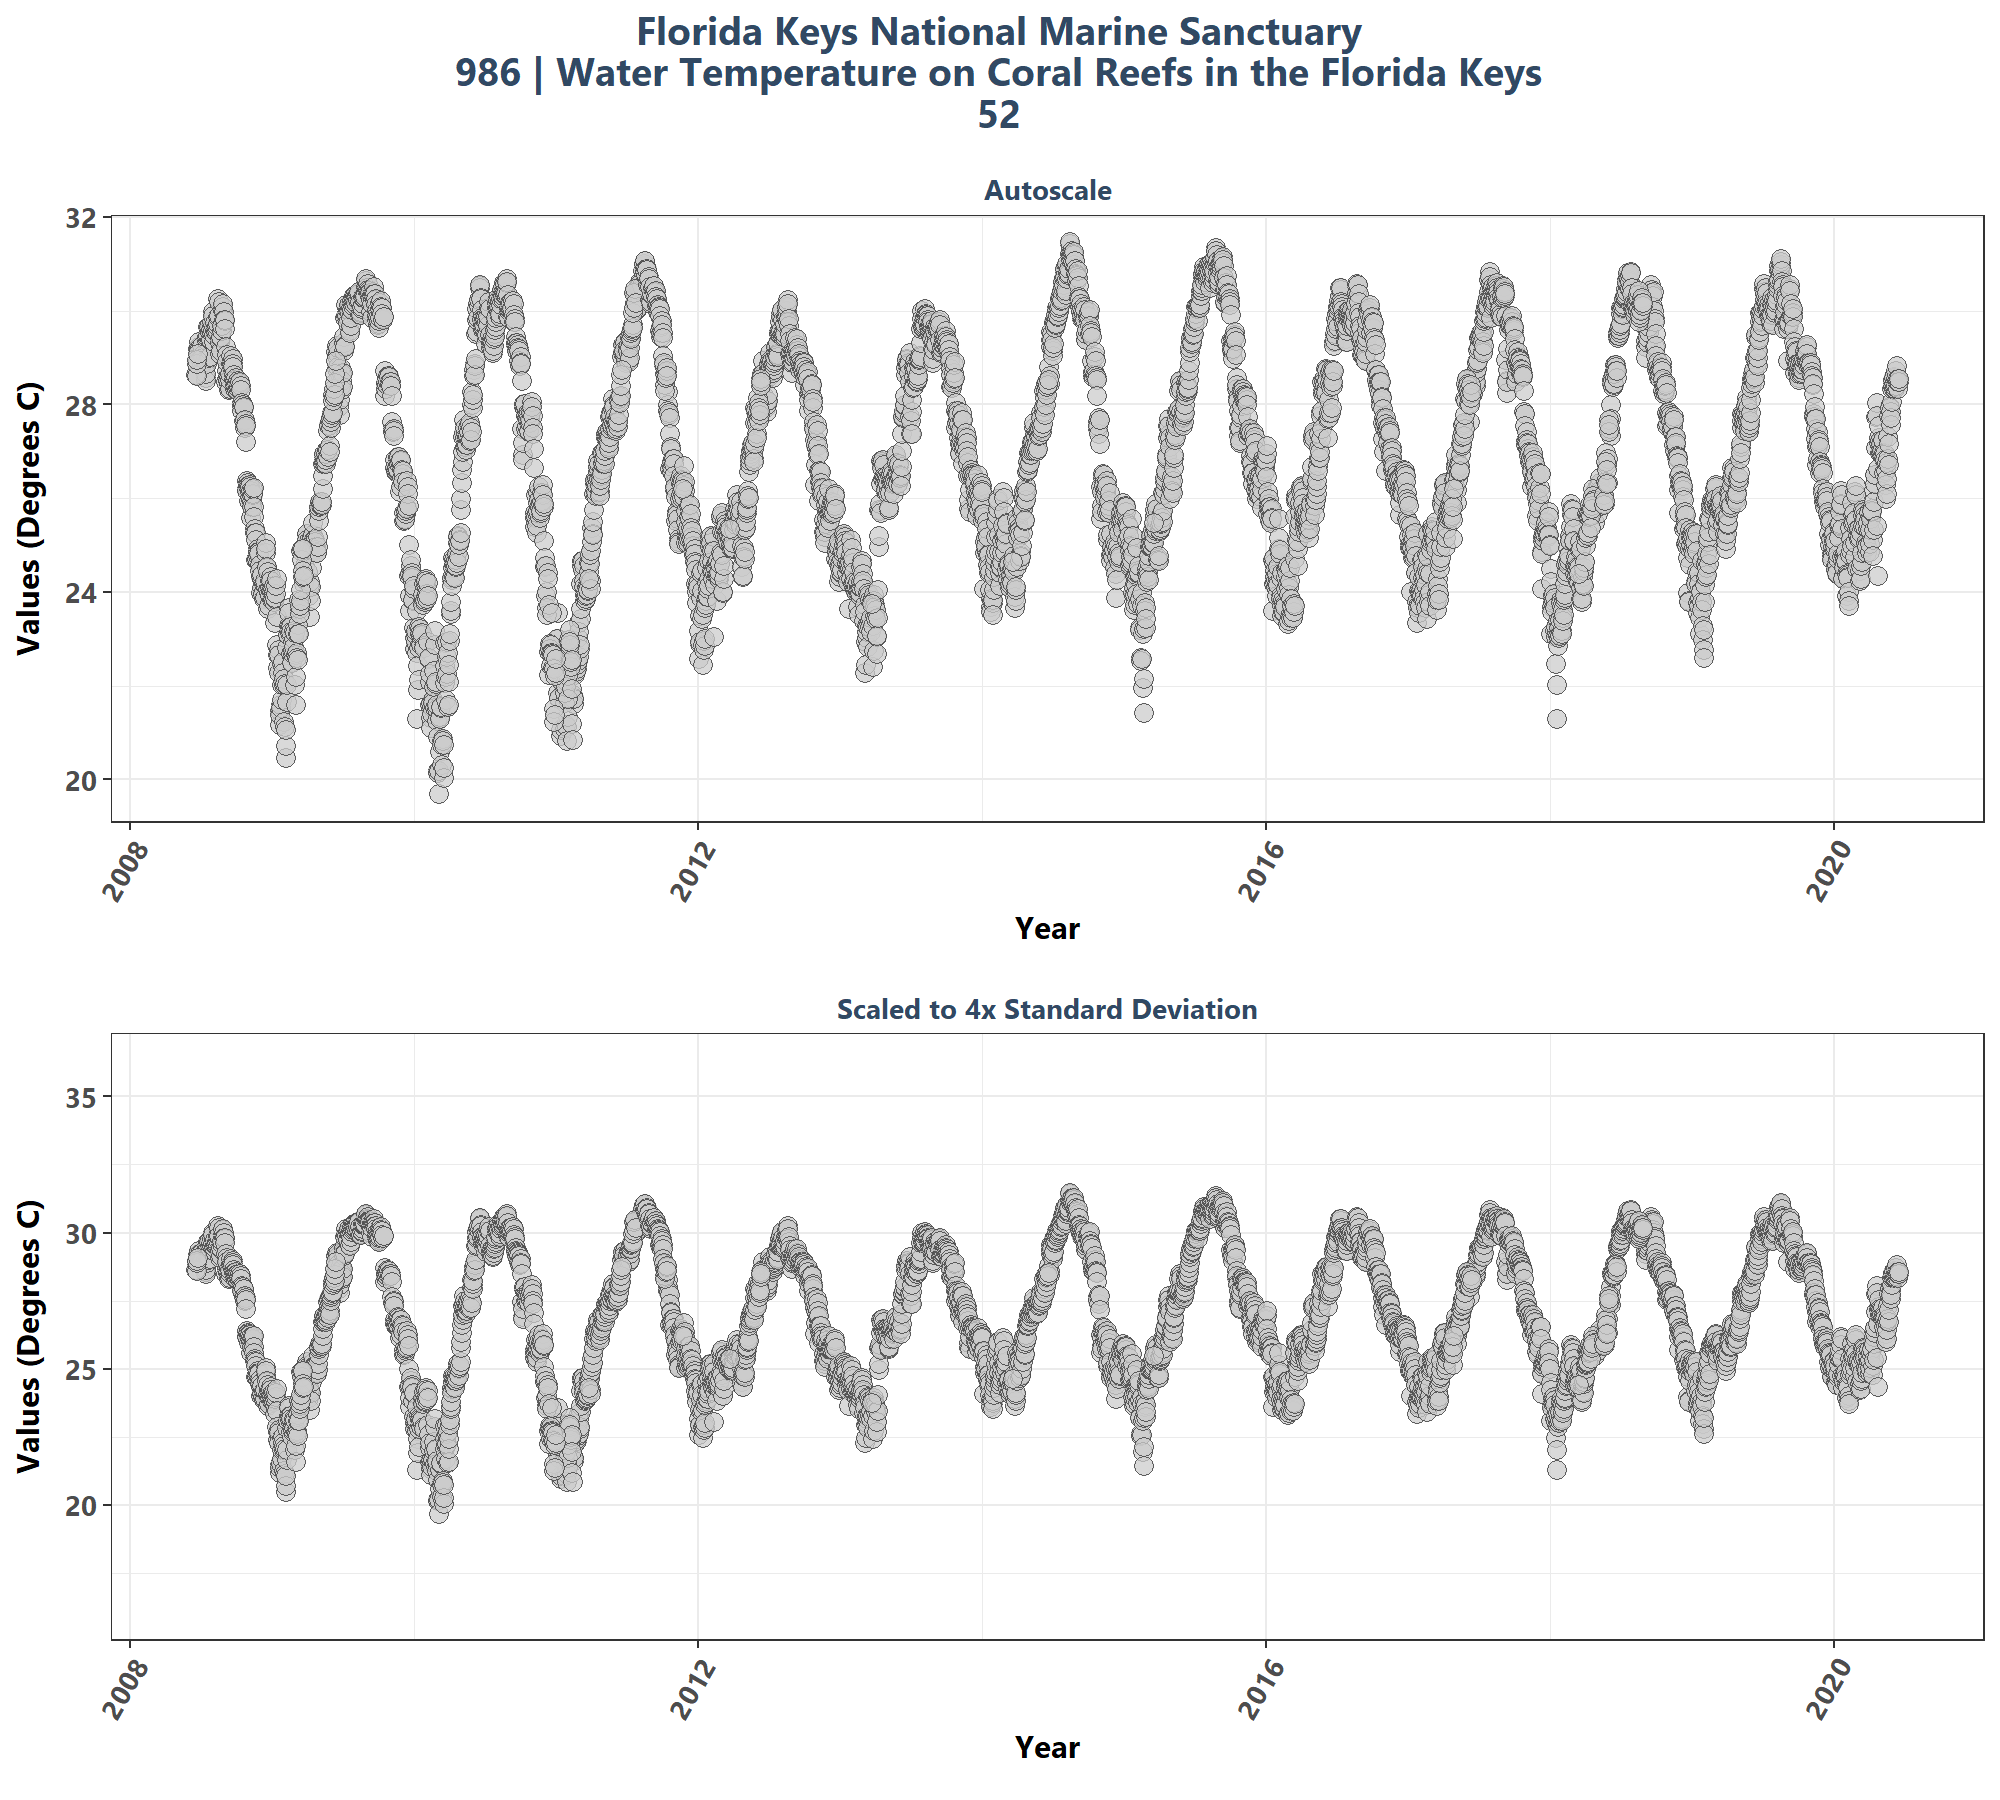 Florida Keys National Marine Sanctuary
986 | Water Temperature on Coral Reefs in the Florida Keys
52
Autoscale
32
28
24
20
Values (Degrees C)
2008
2012
2016
2020
Year
Scaled to 4x Standard Deviation
35
30
25
20
Values (Degrees C)
2008
2012
2016
2020
Year